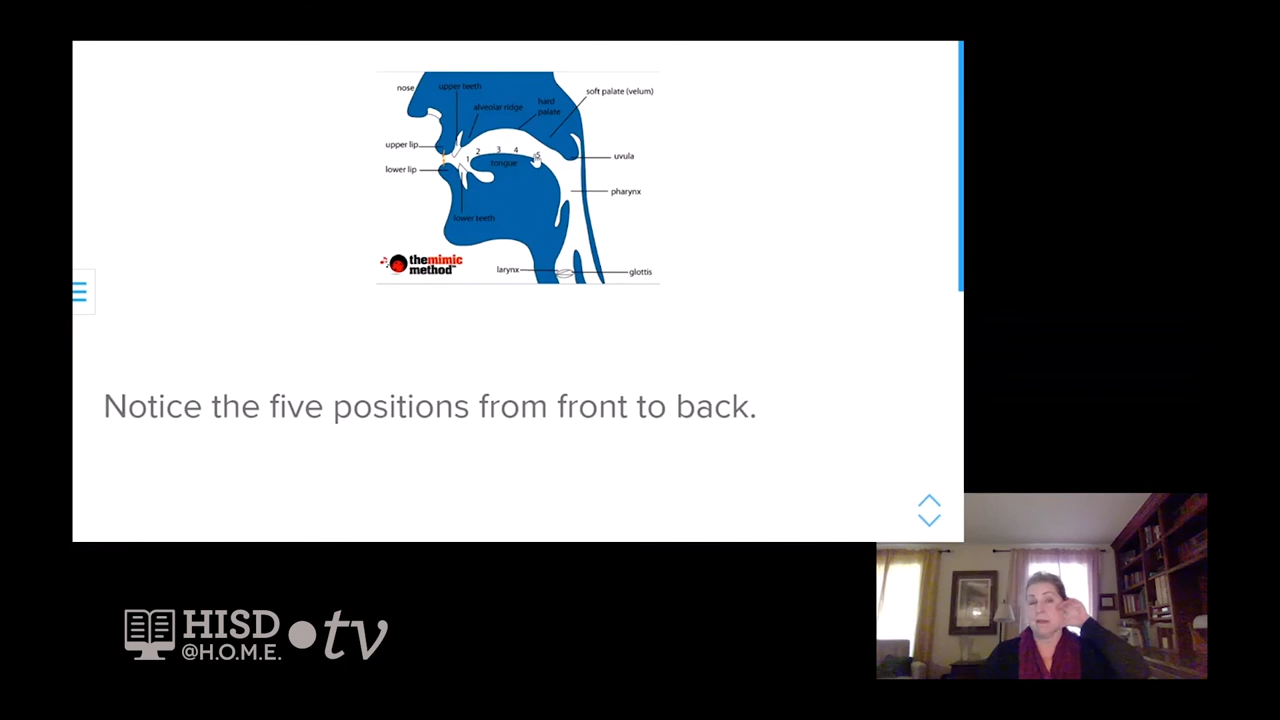 nose
upper teeth
soft palate (velum)
alveolar ridge
hard
palate
upper lip
1 2 3 4 5
tongue
uvula
lower lip
pharynx
lower teeth
themimic
method™
larynx
glottis
Notice the five positions from front to back.
HISD
@H.O.M.E.
tv